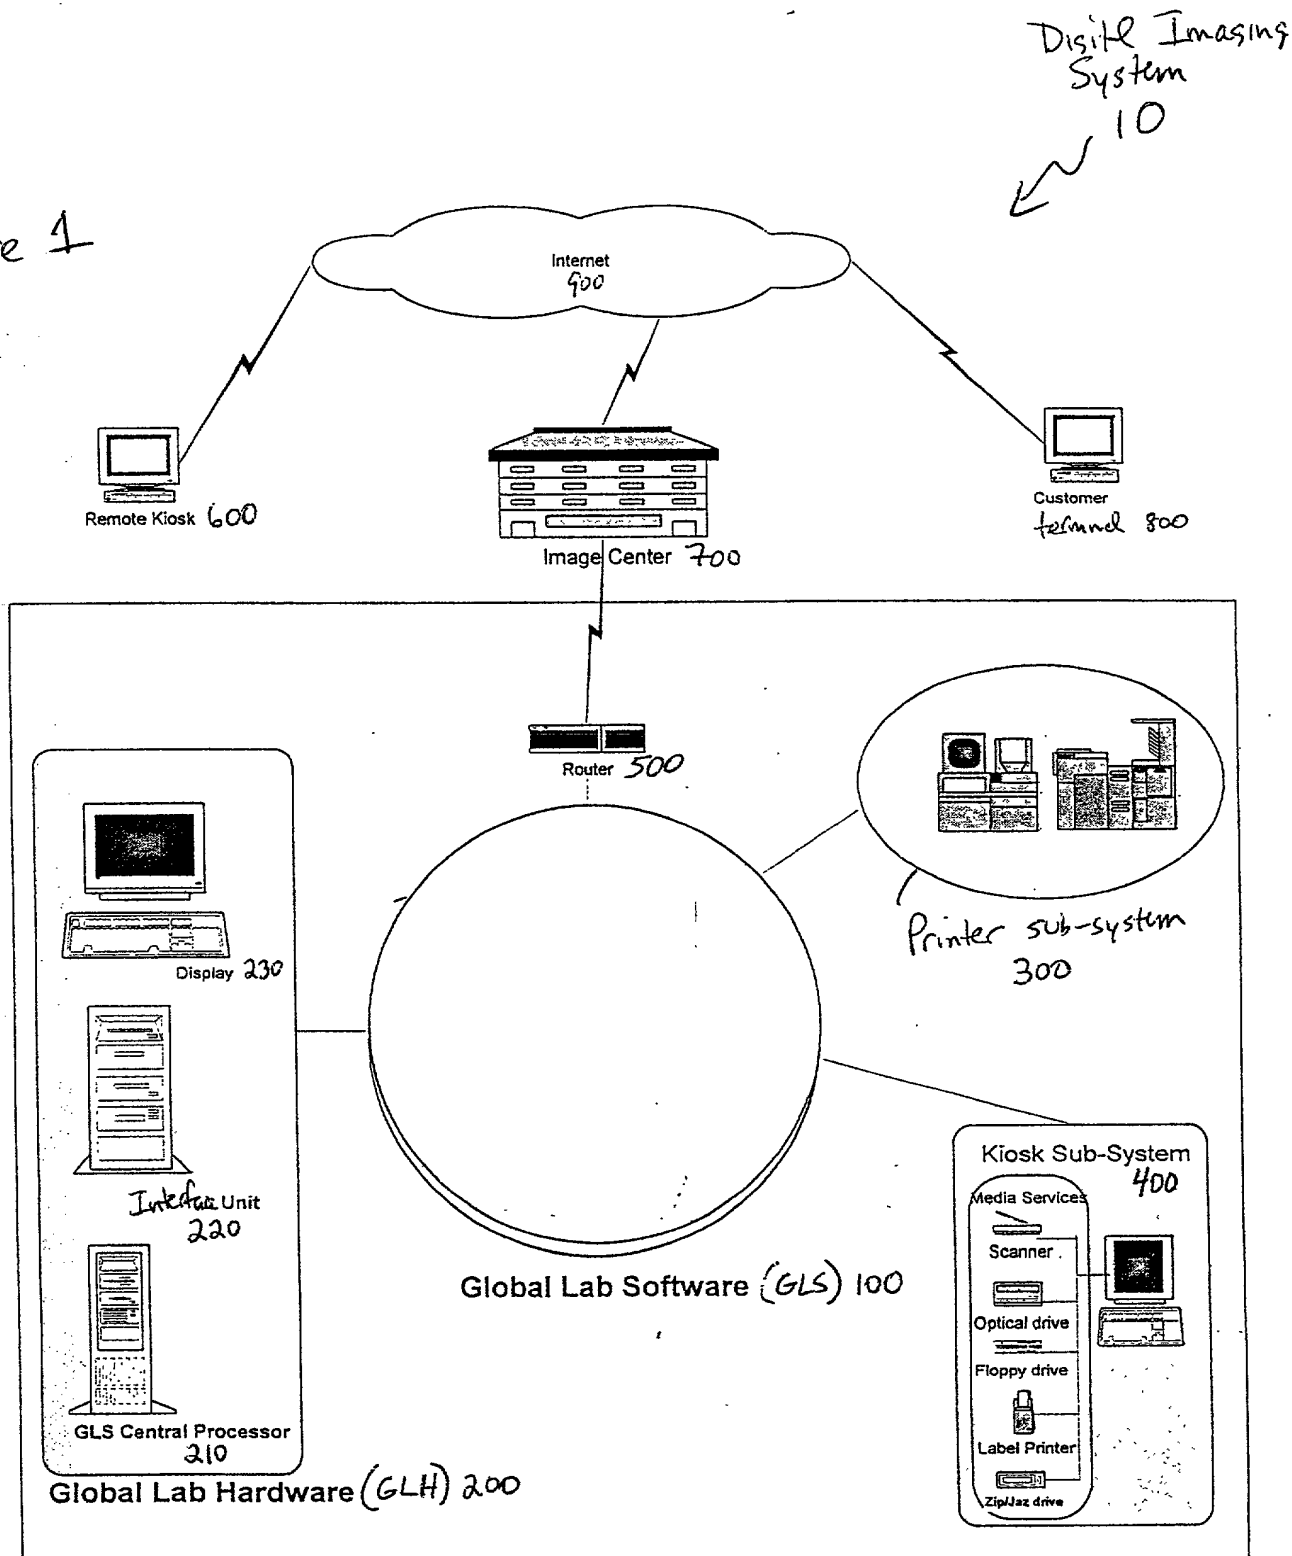 Digitl Imaging
System
10
e 1
Internet
900
Remote Kiosk 600
Image Center 700
Customer
terminal 800
Router 500
Printer sub-system
300
Display 230
Interface Unit
220
GLS Central Processor
210
Global Lab Hardware (GLH) 200
Global Lab Software (GLS) 100
Kiosk Sub-System
400
Media Services
Scanner
Optical drive
Floppy drive
Label Printer
Zip/Jaz drive